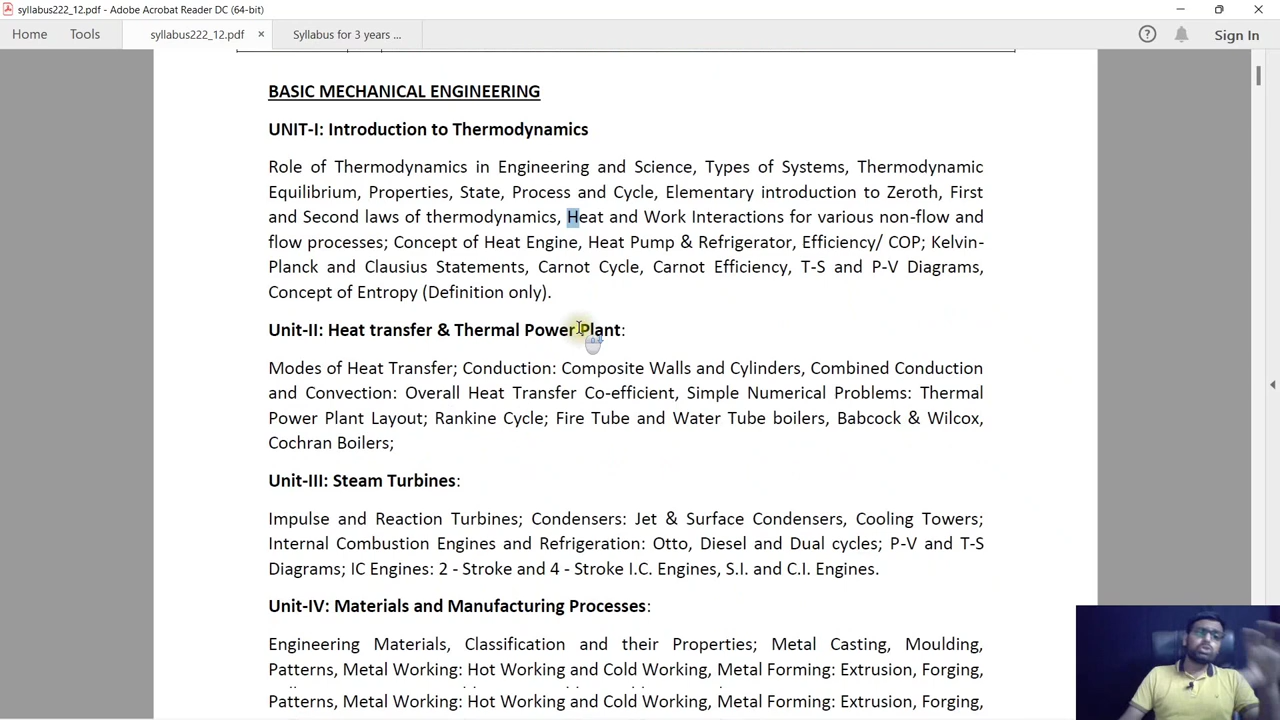 syllabus222_12.pdf - Adobe Acrobat Reader DC (64-bit)
Home Tools syllabus222_12.pdf × Syllabus for 3 years ... Sign In
BASIC MECHANICAL ENGINEERING
UNIT-I: Introduction to Thermodynamics
Role of Thermodynamics in Engineering and Science, Types of Systems, Thermodynamic
Equilibrium, Properties, State, Process and Cycle, Elementary introduction to Zeroth, First
and Second laws of thermodynamics, Heat and Work Interactions for various non-flow and
flow processes; Concept of Heat Engine, Heat Pump & Refrigerator, Efficiency/ COP; Kelvin-
Planck and Clausius Statements, Carnot Cycle, Carnot Efficiency, T-S and P-V Diagrams,
Concept of Entropy (Definition only).
Unit-II: Heat transfer & Thermal Power Plant:
Modes of Heat Transfer; Conduction: Composite Walls and Cylinders, Combined Conduction
and Convection: Overall Heat Transfer Co-efficient, Simple Numerical Problems: Thermal
Power Plant Layout; Rankine Cycle; Fire Tube and Water Tube boilers, Babcock & Wilcox,
Cochran Boilers;
Unit-III: Steam Turbines:
Impulse and Reaction Turbines; Condensers: Jet & Surface Condensers, Cooling Towers;
Internal Combustion Engines and Refrigeration: Otto, Diesel and Dual cycles; P-V and T-S
Diagrams; IC Engines: 2 - Stroke and 4 - Stroke I.C. Engines, S.I. and C.I. Engines.
Unit-IV: Materials and Manufacturing Processes:
Engineering Materials, Classification and their Properties; Metal Casting, Moulding,
Patterns, Metal Working: Hot Working and Cold Working, Metal Forming: Extrusion, Forging,
Patterns, Metal Working: Hot Working and Cold Working, Metal Forming: Extrusion, Forging,